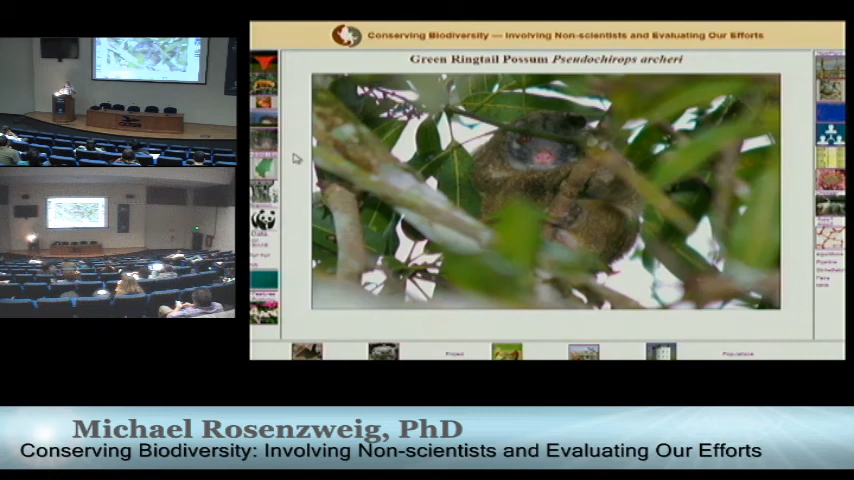 Conserving Biodiversity — Involving Non-scientists and Evaluating Our Efforts
Green Ringtail Possum Pseudochirops archeri
Michael Rosenzweig, PhD
Conserving Biodiversity: Involving Non-scientists and Evaluating Our Efforts